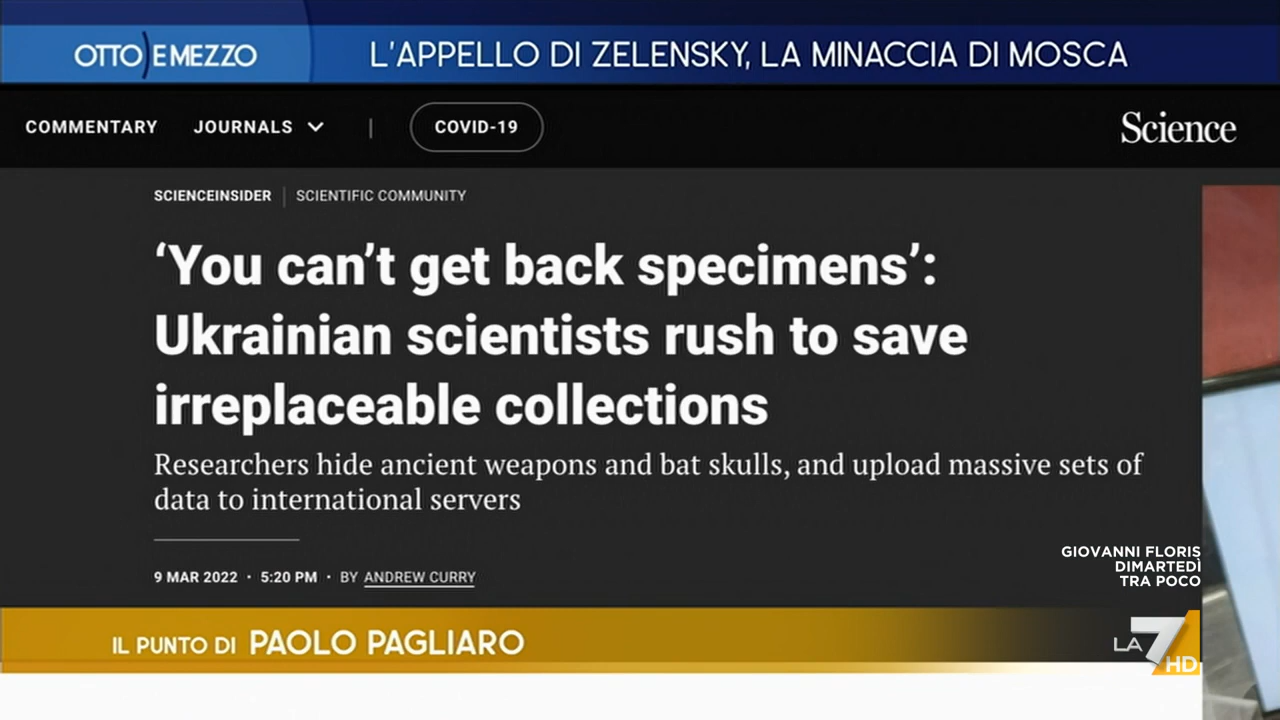 OTTO E MEZZO
L'APPELLO DI ZELENSKY, LA MINACCIA DI MOSCA
COMMENTARY JOURNALS | COVID-19
Science
SCIENCEINSIDER | SCIENTIFIC COMMUNITY
‘You can’t get back specimens’:
Ukrainian scientists rush to save
irreplaceable collections
Researchers hide ancient weapons and bat skulls, and upload massive sets of
data to international servers
9 MAR 2022 · 5:20 PM · BY ANDREW CURRY
GIOVANNI FLORIS
DIMARTEDÌ
TRA POCO
IL PUNTO DI PAOLO PAGLIARO
LA 7 HD